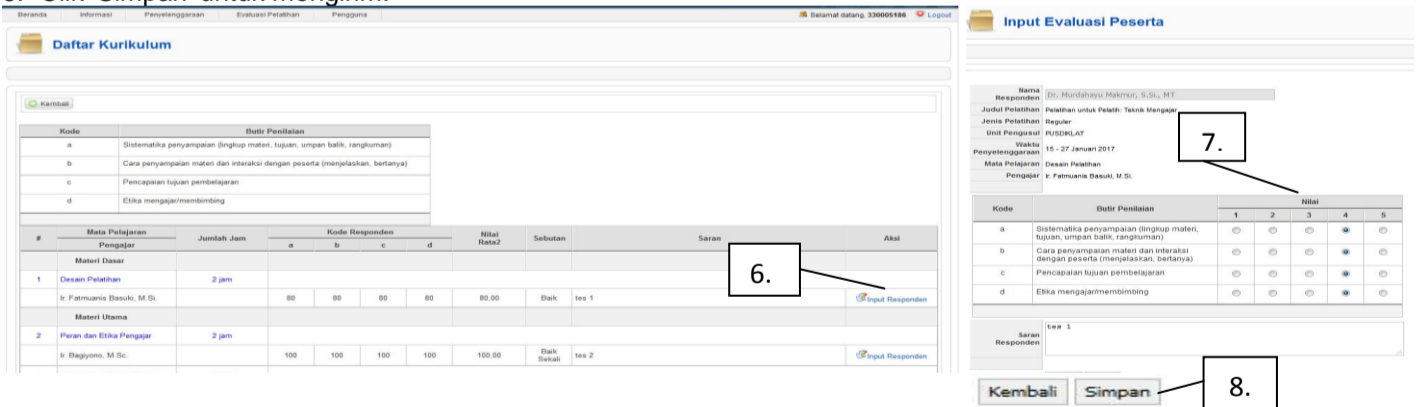 Beranda Informasi Penyelenggaraan Evaluasi Pelatihan Pengguna Selamat datang, 330005186 Logout
Daftar Kurikulum
Kembali
Kode Butir Penilaian
a Sistematika penyampaian (lingkup materi, tujuan, umpan balik, rangkuman)
b Cara penyampaian materi dan interaksi dengan peserta (menjelaskan, bertanya)
c Pencapaian tujuan pembelajaran
d Etika mengajar/membimbing
# Mata Pelajaran Jumlah Jam Kode Responden Nilai Rata2 Sebutan Saran Aksi
Pengajar a b c d
Materi Dasar
1 Desain Pelatihan 2 jam
Ir. Fatmuanis Basuki, M.Si. 80 80 80 80 80,00 Baik tes 1 Input Responden
Materi Utama
2 Peran dan Etika Pengajar 2 jam
Ir. Bagiyono, M.Sc. 100 100 100 100 100,00 Baik Sekali tes 2 Input Responden
6.
Input Evaluasi Peserta
Nama Responden Dr. Murdahayu Makmur, S.Si., MT
Judul Pelatihan Pelatihan untuk Pelatih: Teknik Mengajar
Jenis Pelatihan Reguler
Unit Pengusul PUSDIKLAT
Waktu Penyelenggaraan 15 - 27 Januari 2017
Mata Pelajaran Desain Pelatihan
Pengajar Ir. Fatmuanis Basuki, M.Si.
7.
Kode Butir Penilaian Nilai
1 2 3 4 5
a Sistematika penyampaian (lingkup materi, tujuan, umpan balik, rangkuman)
b Cara penyampaian materi dan interaksi dengan peserta (menjelaskan, bertanya)
c Pencapaian tujuan pembelajaran
d Etika mengajar/membimbing
Saran Responden tes 1
Kembali Simpan
8.